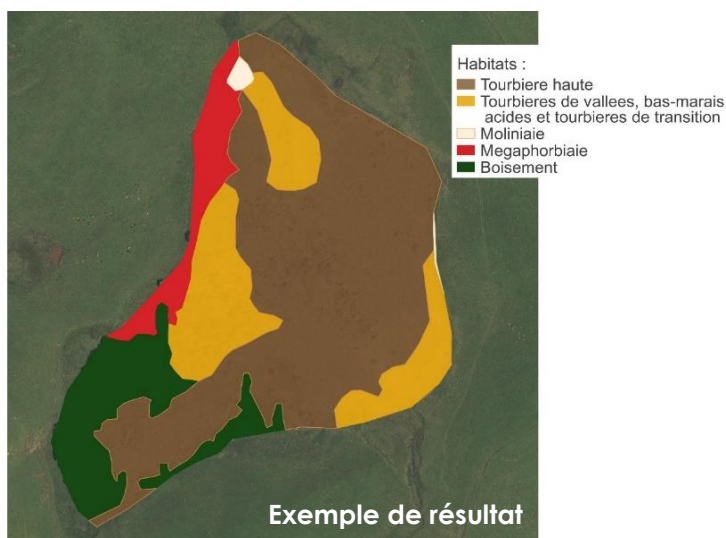 Habitats :
Tourbiere haute
Tourbieres de vallees, bas-marais
acides et tourbieres de transition
Moliniaie
Megaphorbiaie
Boisement
Exemple de résultat